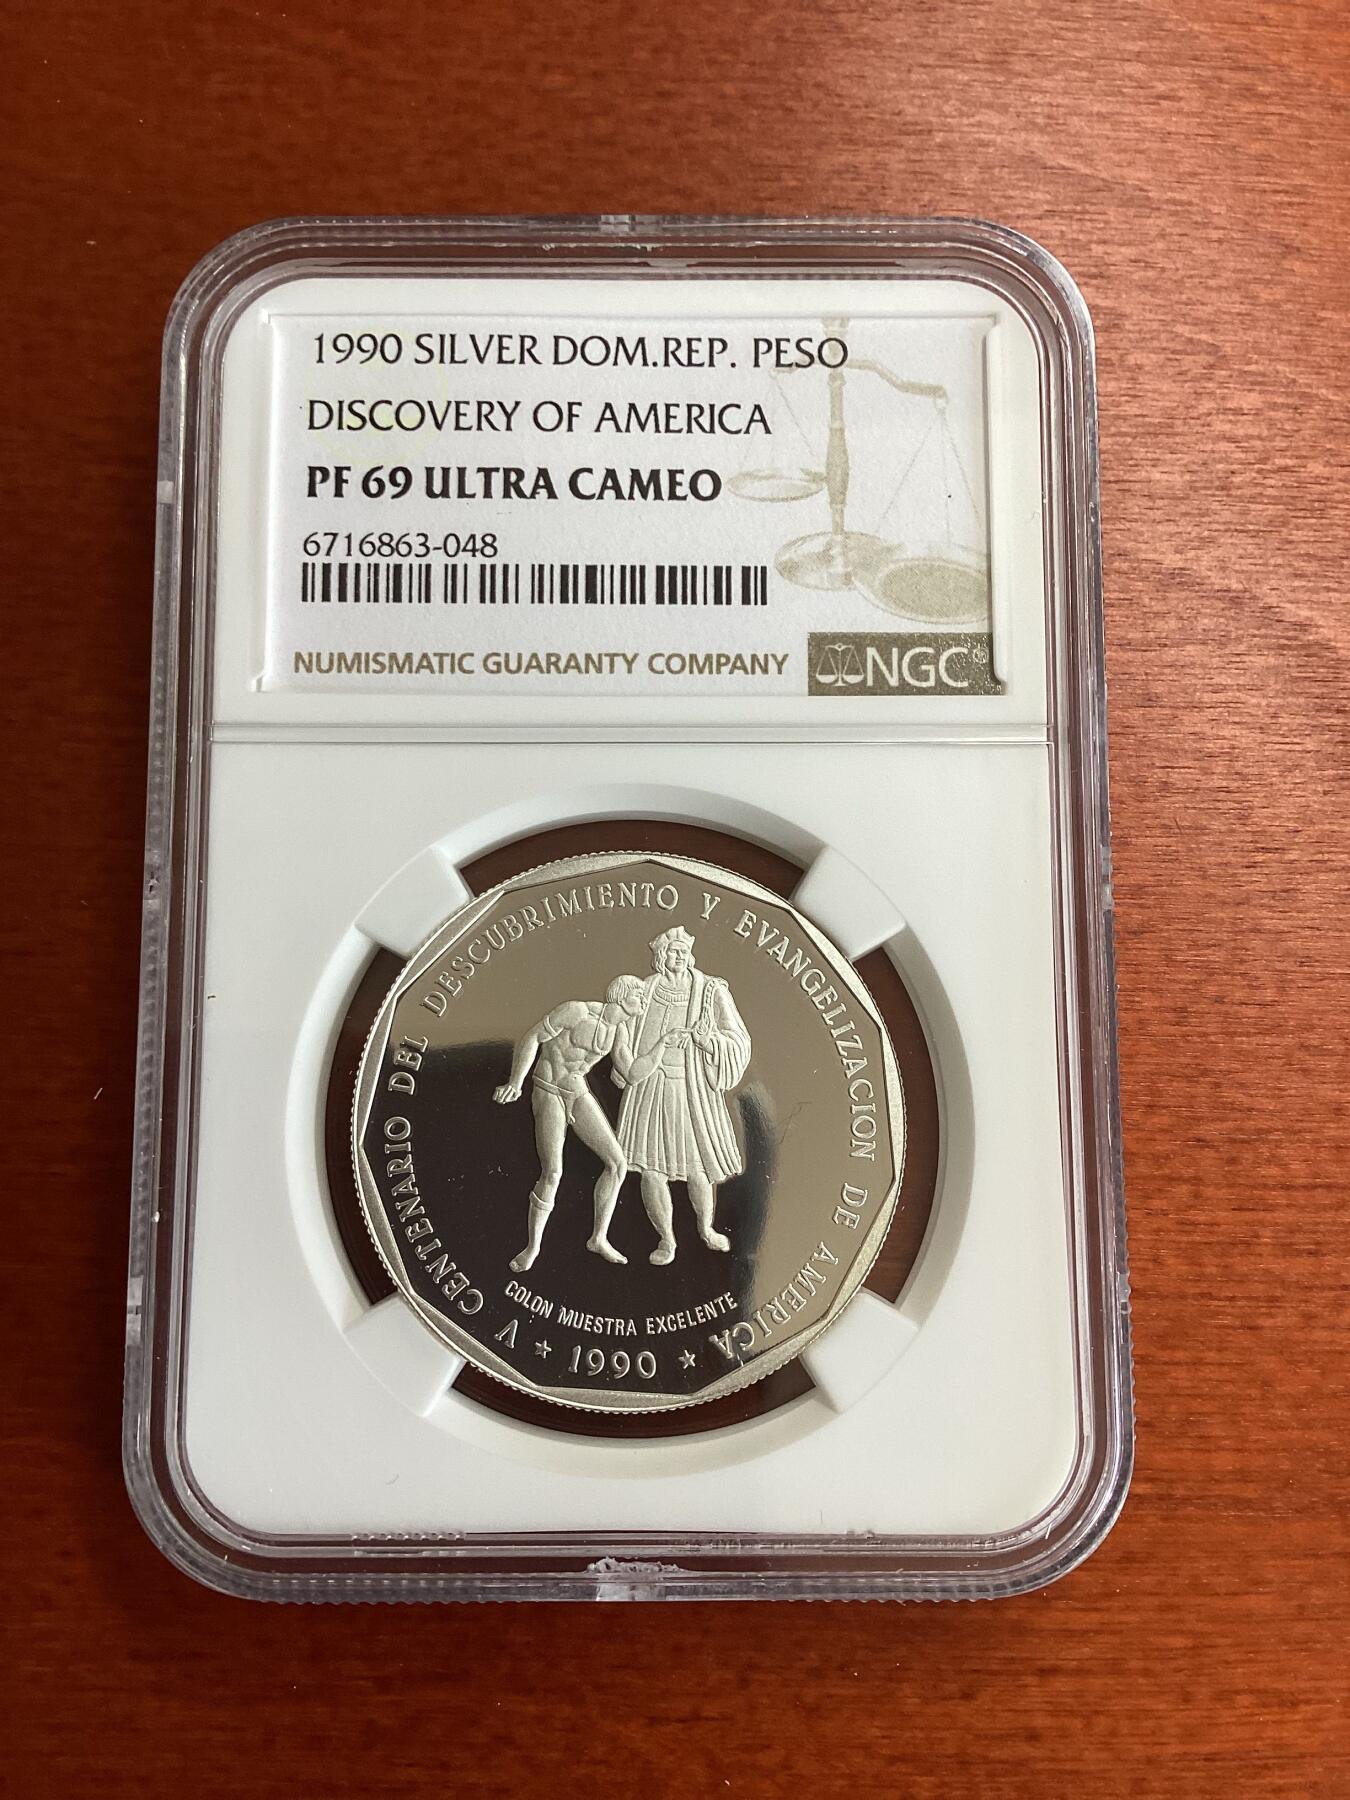 1990 SILVER DOM.REP. PESO
DISCOVERY OF AMERICA
PF 69 ULTRA CAMEO
6716863-048
NUMISMATIC GUARANTY COMPANY
NGC®
V CENTENARIO DEL DESCUBRIMIENTO Y EVANGELIZACION DE AMERICA
COLON MUESTRA EXCELENTE
★ 1990 ★